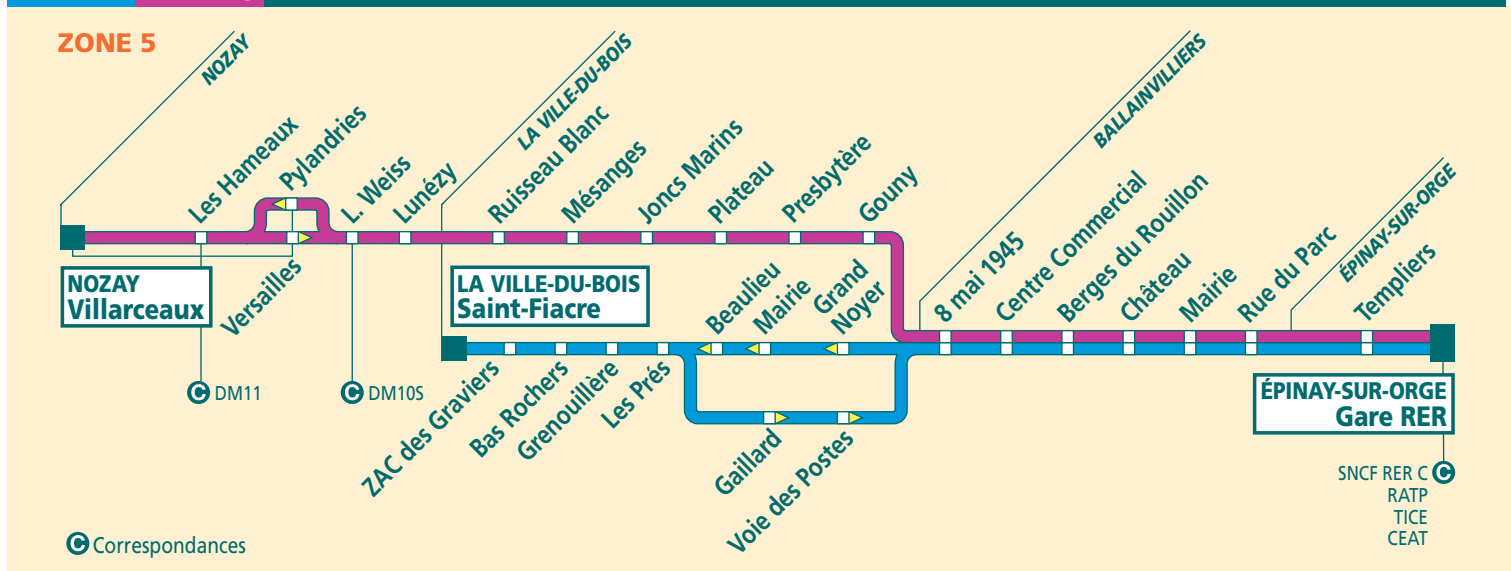 ZONE 5
NOZAY
LA VILLE-DU-BOIS
BALLAINVILLIERS
ÉPINAY-SUR-ORGE
Les Hameaux
Pylandries
L. Weiss
Lunézy
Ruisseau Blanc
Mésanges
Joncs Marins
Plateau
Presbytère
Gouny
8 mai 1945
Centre Commercial
Berges du Rouillon
Château
Mairie
Rue du Parc
Templiers
NOZAY
Villarceaux
Versailles
LA VILLE-DU-BOIS
Saint-Fiacre
Beaulieu
Mairie
Grand
Noyer
ZAC des Graviers
Bas Rochers
Grenouillère
Les Prés
Gaillard
Voie des Postes
ÉPINAY-SUR-ORGE
Gare RER
C DM11
C DM10S
SNCF RER C C
RATP
TICE
CEAT
C Correspondances